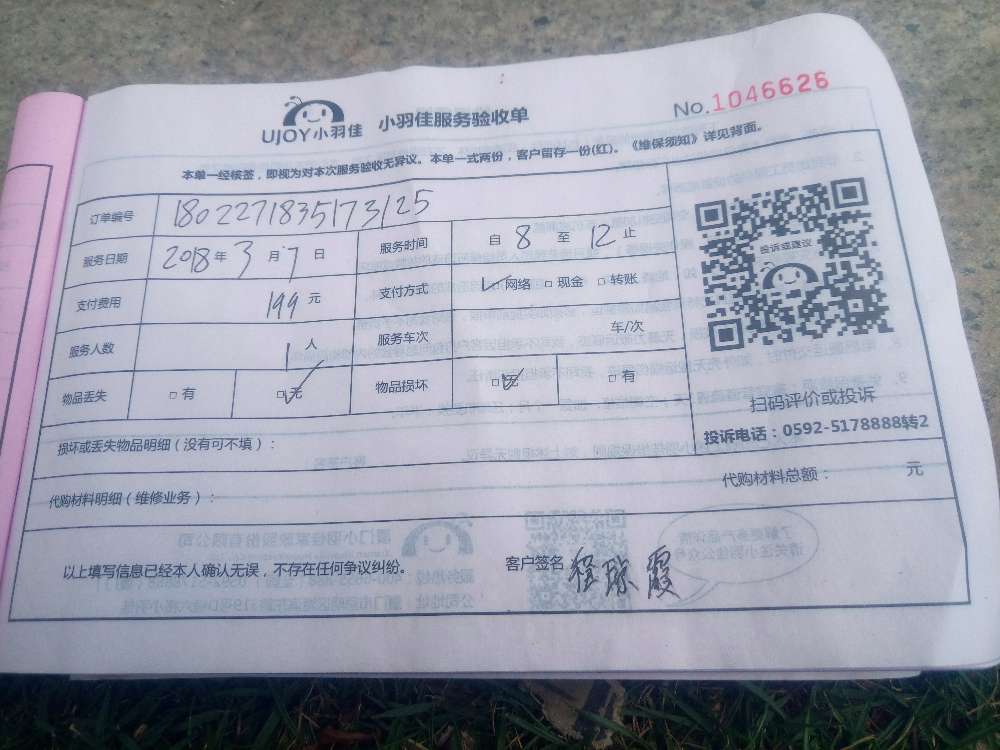 UJOY小羽佳 小羽佳服务验收单 No.1046626
本单一经核签，即视为对本次服务验收无异议。本单一式两份，客户留存一份(红)。《维保须知》详见背面。
订单编号 1802271835173125
服务日期 2018年3月7日 服务时间 自8至12止
支付费用 199元 支付方式 网络 现金 转账
服务人数 1人 服务车次 车/次
物品丢失 有 无 物品损坏 无 有
投诉或建议
扫码评价或投诉
投诉电话：0592-5178888转2
损坏或丢失物品明细（没有可不填）：
代购材料明细（维修业务）： 代购材料总额： 元
以上填写信息已经本人确认无误，不存在任何争议纠纷。 客户签名 程琼霞